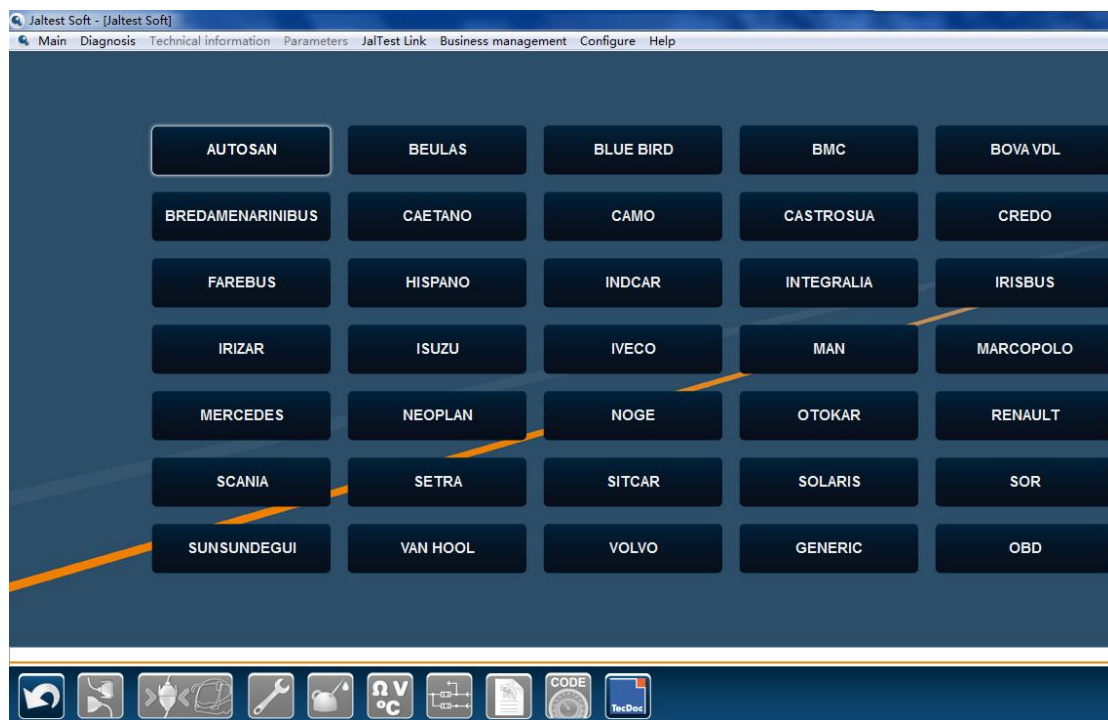 Jaltest Soft - [Jaltest Soft]
Main Diagnosis Technical information Parameters JalTest Link Business management Configure Help
AUTOSAN BEULAS BLUE BIRD BMC BOVA VDL
BREDAMENARINIBUS CAETANO CAMO CASTROSUA CREDO
FAREBUS HISPANO INDCAR INTEGRALIA IRISBUS
IRIZAR ISUZU IVECO MAN MARCOPOLO
MERCEDES NEOPLAN NOGE OTOKAR RENAULT
SCANIA SETRA SITCAR SOLARIS SOR
SUNSUNDEGUI VAN HOOL VOLVO GENERIC OBD
Ω V
ºC
CODE
TecDoc